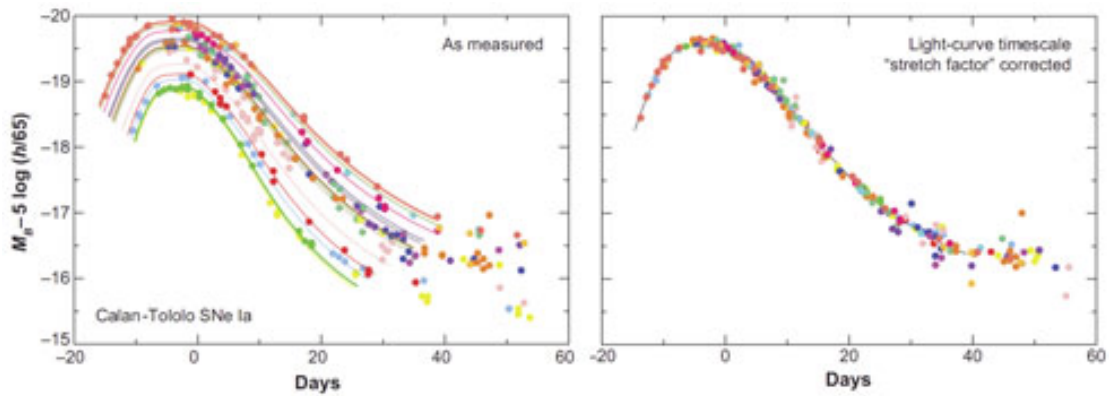 −20
−19
−18
−17
−16
−15
M_B − 5 log (h/65)
As measured
Calan-Tololo SNe Ia
−20 0 20 40 60
Days
Light-curve timescale
"stretch factor" corrected
−20 0 20 40 60
Days